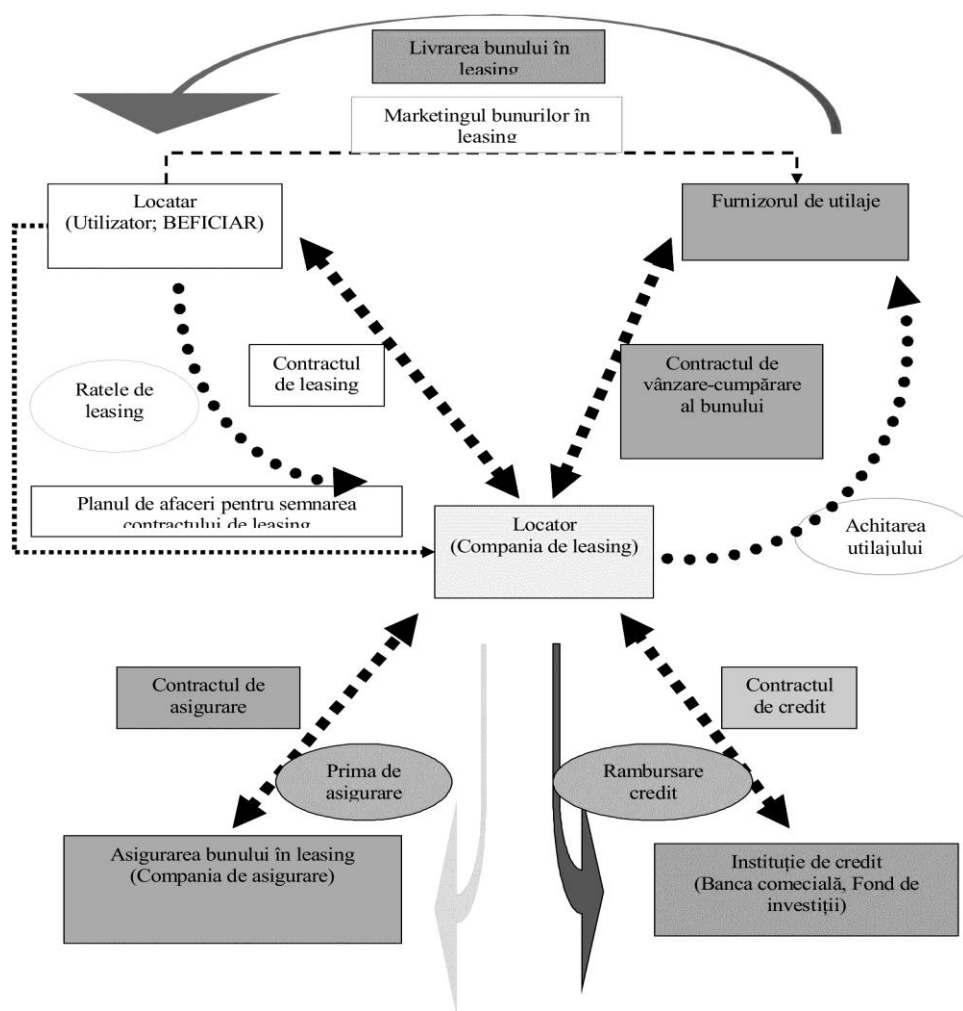 Livrarea bunului în
leasing
Marketingul bunurilor în
leasing
Locatar
(Utilizator; BEFICIAR)
Furnizorul de utilaje
Contractul
de leasing
Contractul de
vânzare-cumpărare
al bunului
Ratele de
leasing
Planul de afaceri pentru semnarea
contractului de leasing
Locator
(Compania de leasing)
Achitarea
utilajului
Contractul de
asigurare
Contractul
de credit
Prima de
asigurare
Rambursare
credit
Asigurarea bunului în leasing
(Compania de asigurare)
Instituție de credit
(Banca comecială, Fond de
investiții)